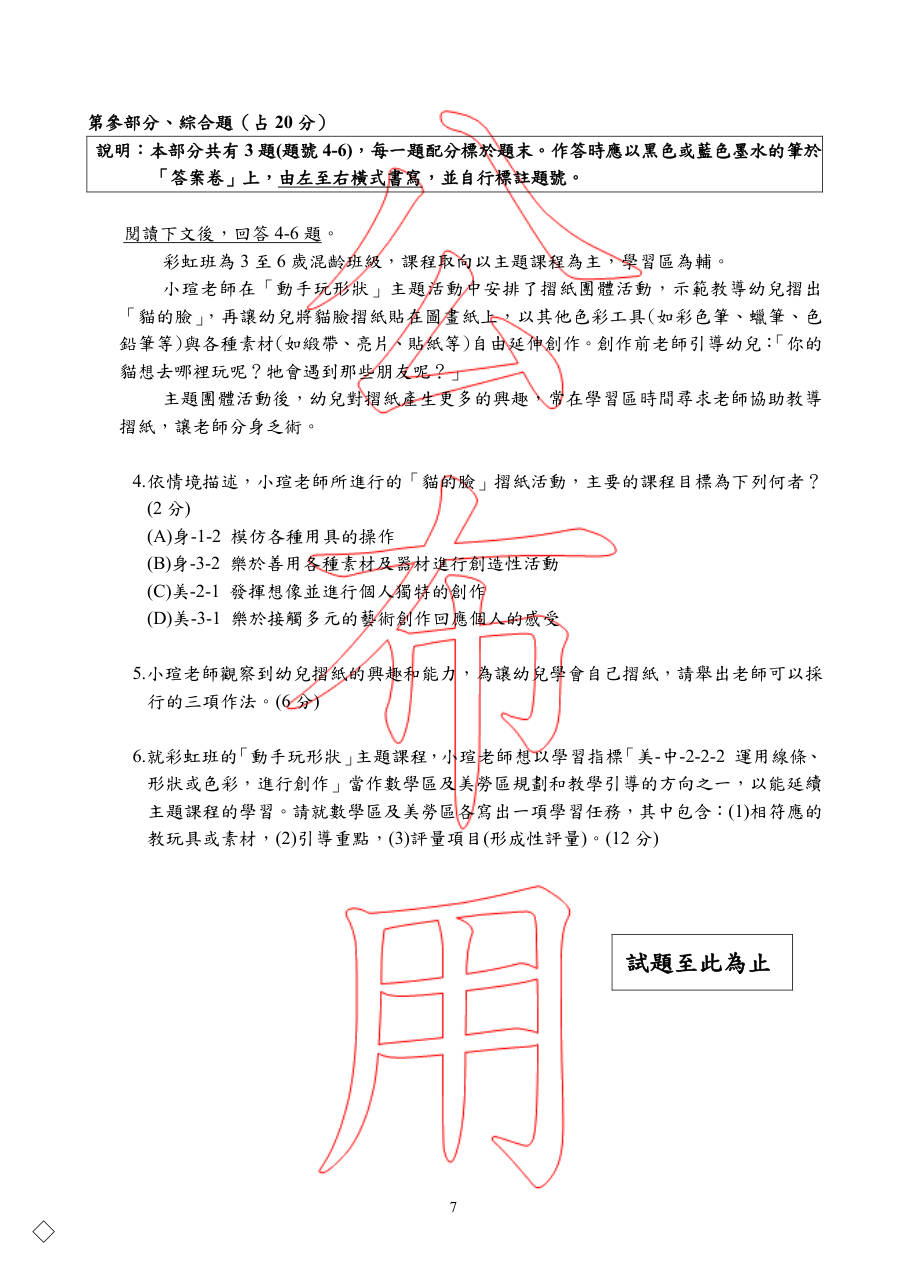 第參部分、綜合題（占 20 分）
說明：本部分共有 3 題(題號 4-6)，每一題配分標於題末。作答時應以黑色或藍色墨水的筆於
「答案卷」上，由左至右橫式書寫，並自行標註題號。
閱讀下文後，回答 4-6 題。
彩虹班為 3 至 6 歲混齡班級，課程取向以主題課程為主，學習區為輔。
小瑄老師在「動手玩形狀」主題活動中安排了摺紙團體活動，示範教導幼兒摺出
「貓的臉」，再讓幼兒將貓臉摺紙貼在圖畫紙上，以其他色彩工具(如彩色筆、蠟筆、色
鉛筆等)與各種素材(如緞帶、亮片、貼紙等)自由延伸創作。創作前老師引導幼兒：「你的
貓想去哪裡玩呢？牠會遇到那些朋友呢？」
主題團體活動後，幼兒對摺紙產生更多的興趣，常在學習區時間尋求老師協助教導
摺紙，讓老師分身乏術。
4.依情境描述，小瑄老師所進行的「貓的臉」摺紙活動，主要的課程目標為下列何者？
(2 分)
(A)身-1-2 模仿各種用具的操作
(B)身-3-2 樂於善用各種素材及器材進行創造性活動
(C)美-2-1 發揮想像並進行個人獨特的創作
(D)美-3-1 樂於接觸多元的藝術創作回應個人的感受
5.小瑄老師觀察到幼兒摺紙的興趣和能力，為讓幼兒學會自己摺紙，請舉出老師可以採
行的三項作法。(6 分)
6.就彩虹班的「動手玩形狀」主題課程，小瑄老師想以學習指標「美-中-2-2-2 運用線條、
形狀或色彩，進行創作」當作數學區及美勞區規劃和教學引導的方向之一，以能延續
主題課程的學習。請就數學區及美勞區各寫出一項學習任務，其中包含：(1)相符應的
教玩具或素材，(2)引導重點，(3)評量項目(形成性評量)。(12 分)
試題至此為止
公
布
用
7